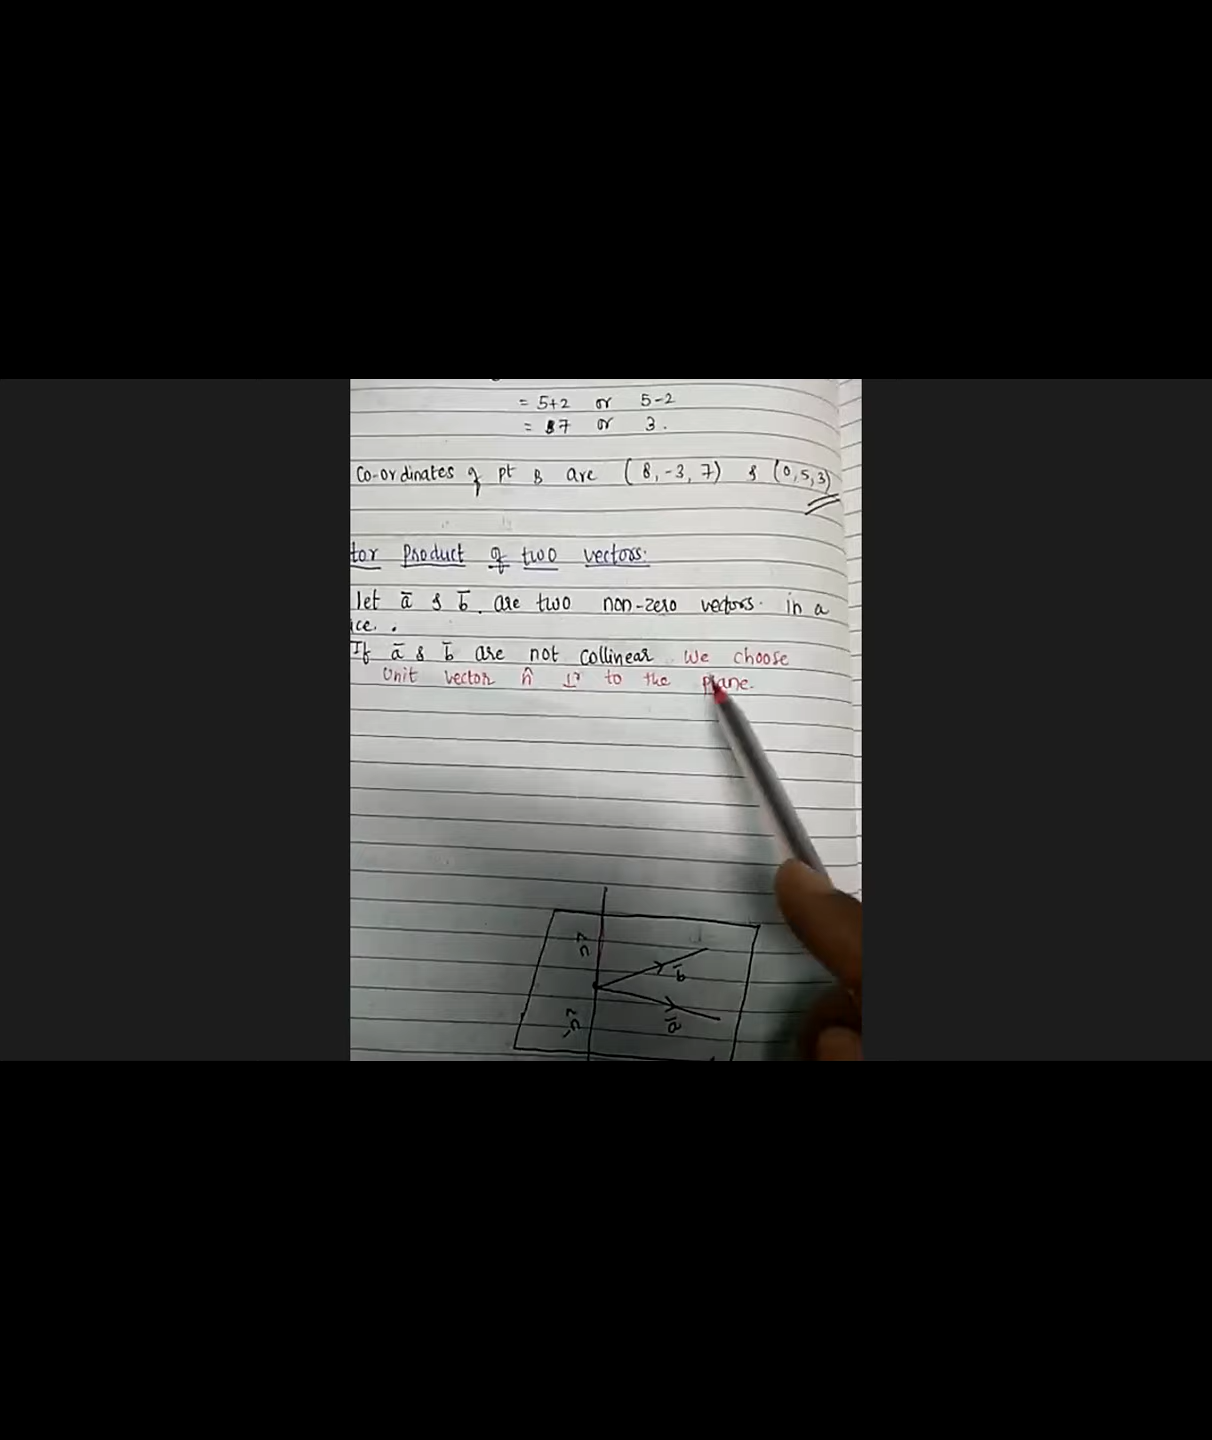 = 5+2 or 5-2
= 7 or 3.
Co-ordinates of pt B are (8, -3, 7) & (0, 5, 3)
tor Product of two vectors:
let a̅ & b̅ are two non-zero vectors in a
ce.
If a̅ & b̅ are not collinear we choose
Unit vector n̂ ⊥r to the plane.
n̂
b̅
a̅
-n̂